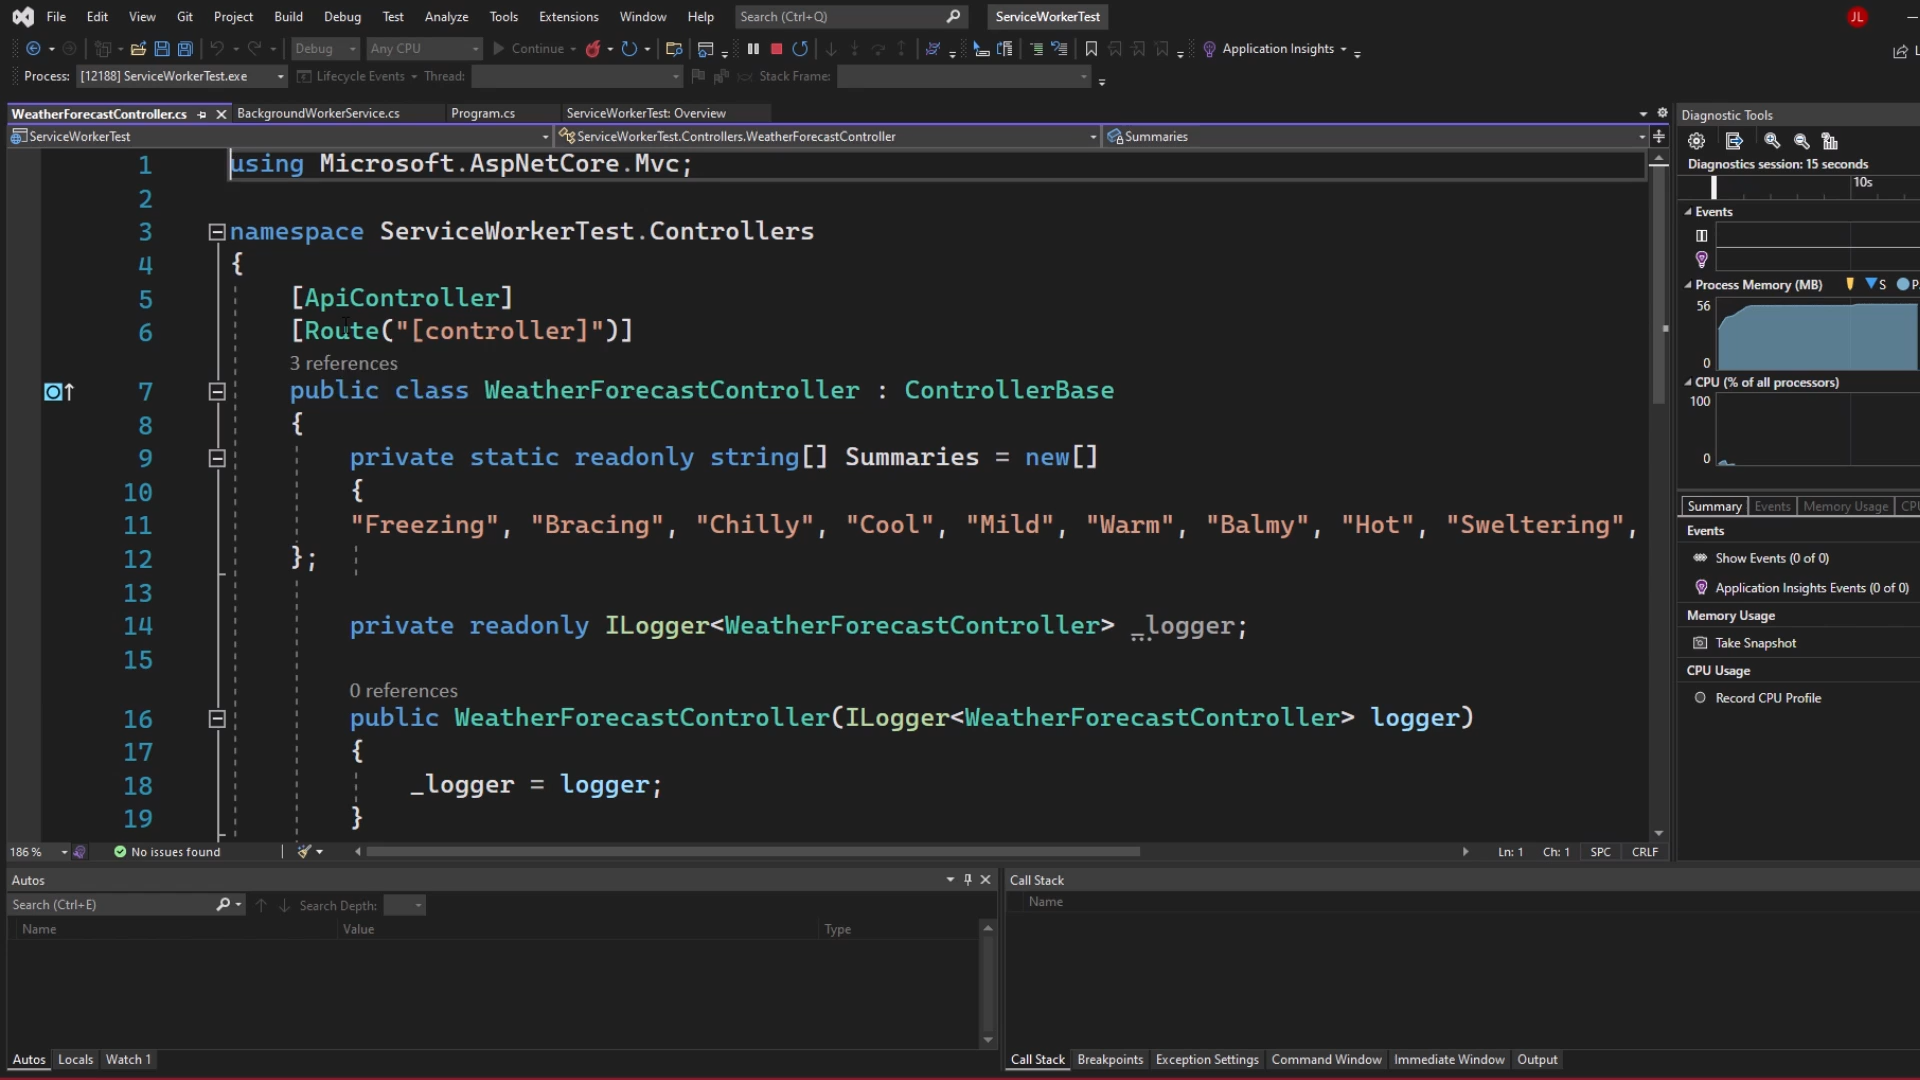 File Edit View Git Project Build Debug Test Analyze Tools Extensions Window Help Search (Ctrl+Q) ServiceWorkerTest JL
Debug Any CPU Continue Application Insights
Process: [12188] ServiceWorkerTest.exe Lifecycle Events Thread: Stack Frame:
WeatherForecastController.cs BackgroundWorkerService.cs Program.cs ServiceWorkerTest: Overview
ServiceWorkerTest ServiceWorkerTest.Controllers.WeatherForecastController Summaries
1 using Microsoft.AspNetCore.Mvc;
2
3 namespace ServiceWorkerTest.Controllers
4 {
5 [ApiController]
6 [Route("[controller]")]
3 references
7 public class WeatherForecastController : ControllerBase
8 {
9 private static readonly string[] Summaries = new[]
10 {
11 "Freezing", "Bracing", "Chilly", "Cool", "Mild", "Warm", "Balmy", "Hot", "Sweltering",
12 };
13
14 private readonly ILogger<WeatherForecastController> _logger;
15
0 references
16 public WeatherForecastController(ILogger<WeatherForecastController> logger)
17 {
18 _logger = logger;
19 }
186 % No issues found Ln: 1 Ch: 1 SPC CRLF
Diagnostic Tools
Diagnostics session: 15 seconds
10s
Events
Process Memory (MB) S P
56
0
CPU (% of all processors)
100
0
Summary Events Memory Usage CPU
Events
Show Events (0 of 0)
Application Insights Events (0 of 0)
Memory Usage
Take Snapshot
CPU Usage
Record CPU Profile
Autos
Search (Ctrl+E) Search Depth:
Name Value Type
Autos Locals Watch 1
Call Stack
Name
Call Stack Breakpoints Exception Settings Command Window Immediate Window Output